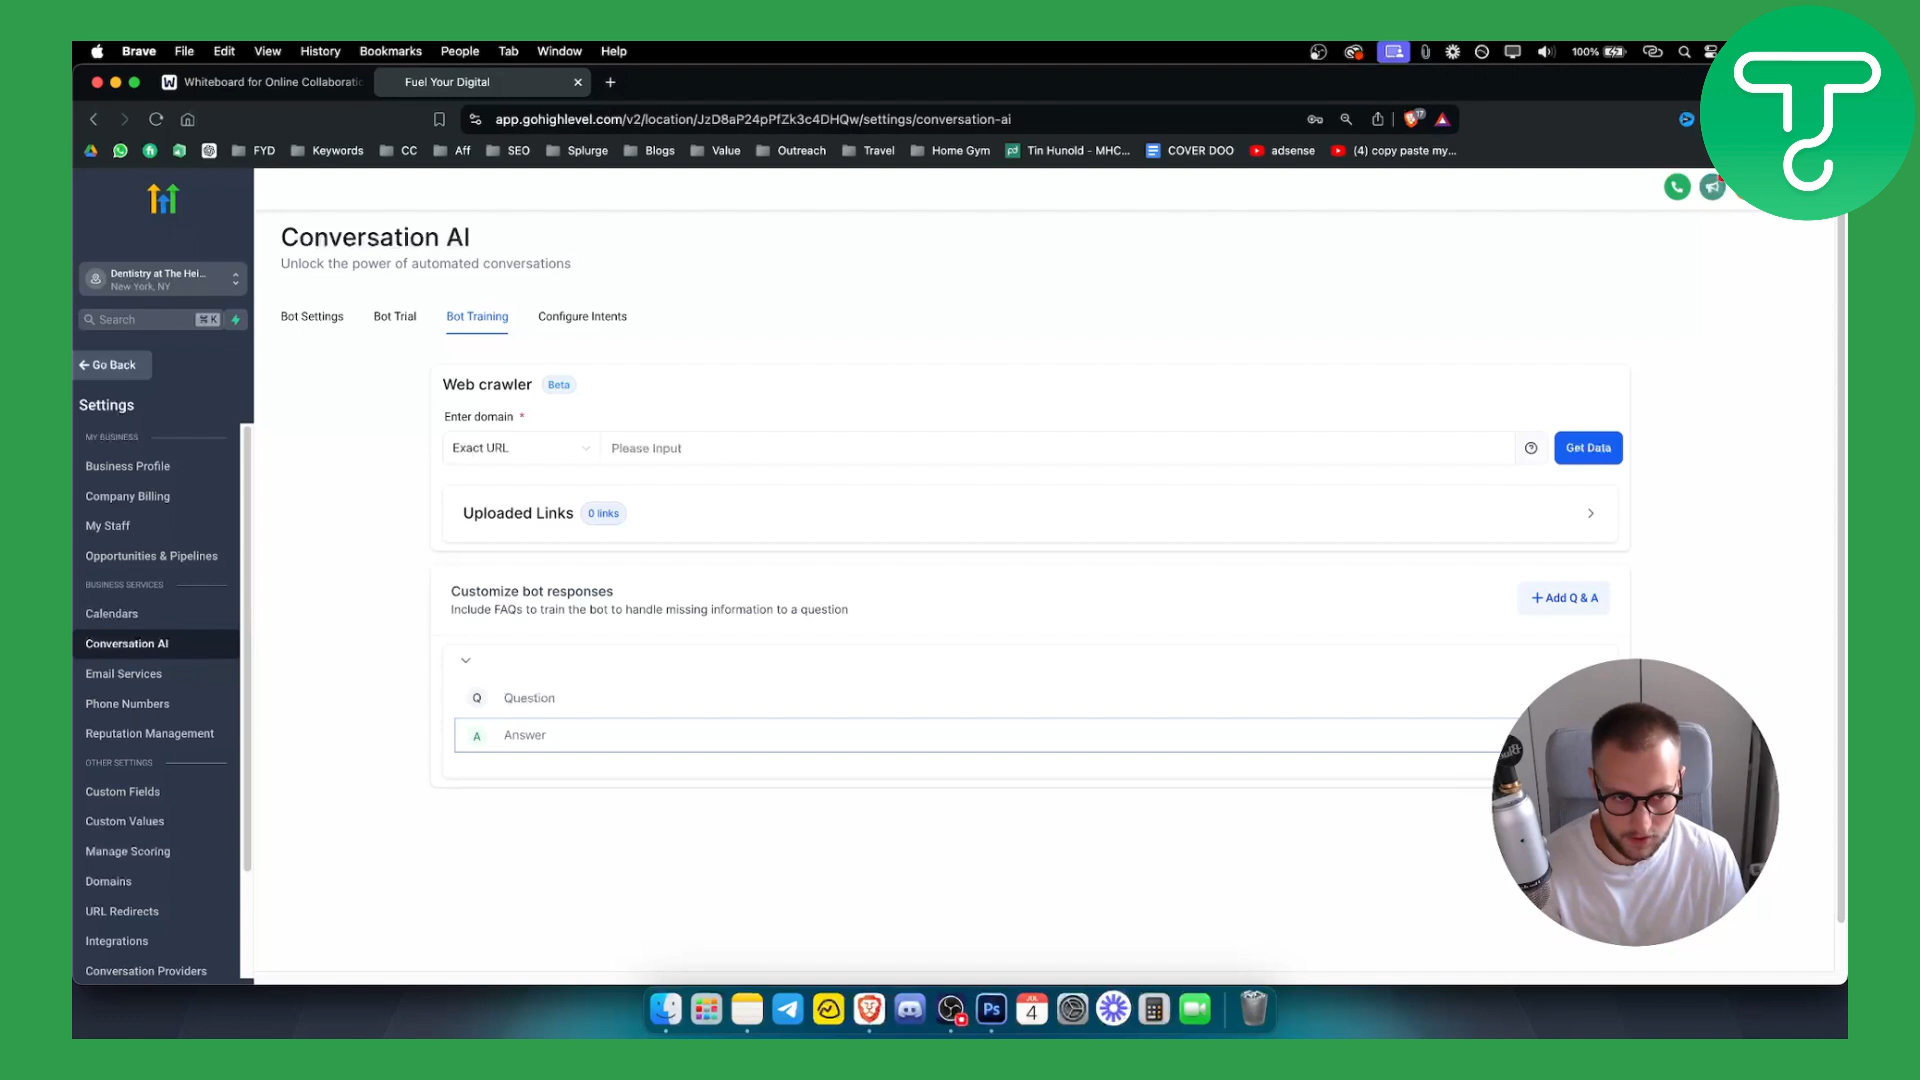 Brave File Edit View History Bookmarks People Tab Window Help
100%
Whiteboard for Online Collaboratic
Fuel Your Digital
app.gohighlevel.com/v2/location/JzD8aP24pPfZk3c4DHQw/settings/conversation-ai
17
FYD Keywords CC Aff SEO Splurge Blogs Value Outreach Travel Home Gym Tin Hunold - MHC... COVER DOO adsense (4) copy paste my...
Dentistry at The Hei...
New York, NY
Search ⌘ K
Go Back
Settings
MY BUSINESS
Business Profile
Company Billing
My Staff
Opportunities & Pipelines
BUSINESS SERVICES
Calendars
Conversation AI
Email Services
Phone Numbers
Reputation Management
OTHER SETTINGS
Custom Fields
Custom Values
Manage Scoring
Domains
URL Redirects
Integrations
Conversation Providers
Conversation AI
Unlock the power of automated conversations
Bot Settings Bot Trial Bot Training Configure Intents
Web crawler Beta
Enter domain *
Exact URL Please Input Get Data
Uploaded Links 0 links
Customize bot responses
Include FAQs to train the bot to handle missing information to a question
+ Add Q & A
Q Question
A Answer
Ps
JUL
4